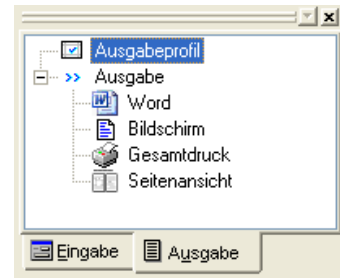 Ausgabeprofil
Ausgabe
Word
Bildschirm
Gesamtdruck
Seitenansicht
Eingabe Ausgabe